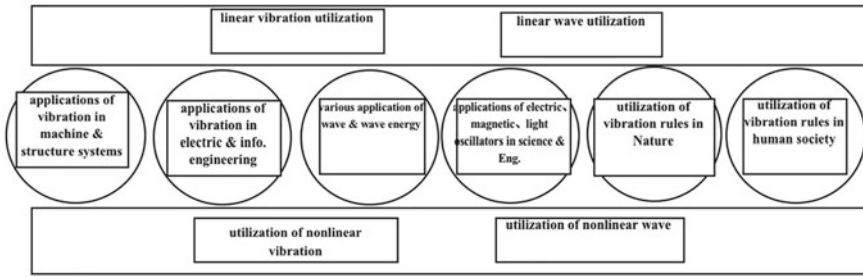 linear vibration utilization
linear wave utilization
applications of
vibration in
machine &
structure systems
applications of
vibration in
electric & info.
engineering
various application of
wave & wave energy
applications of electric、
magnetic、light
oscillators in science &
Eng.
utilization of
vibration rules in
Nature
utilization of
vibration rules in
human society
utilization of nonlinear
vibration
utilization of nonlinear wave